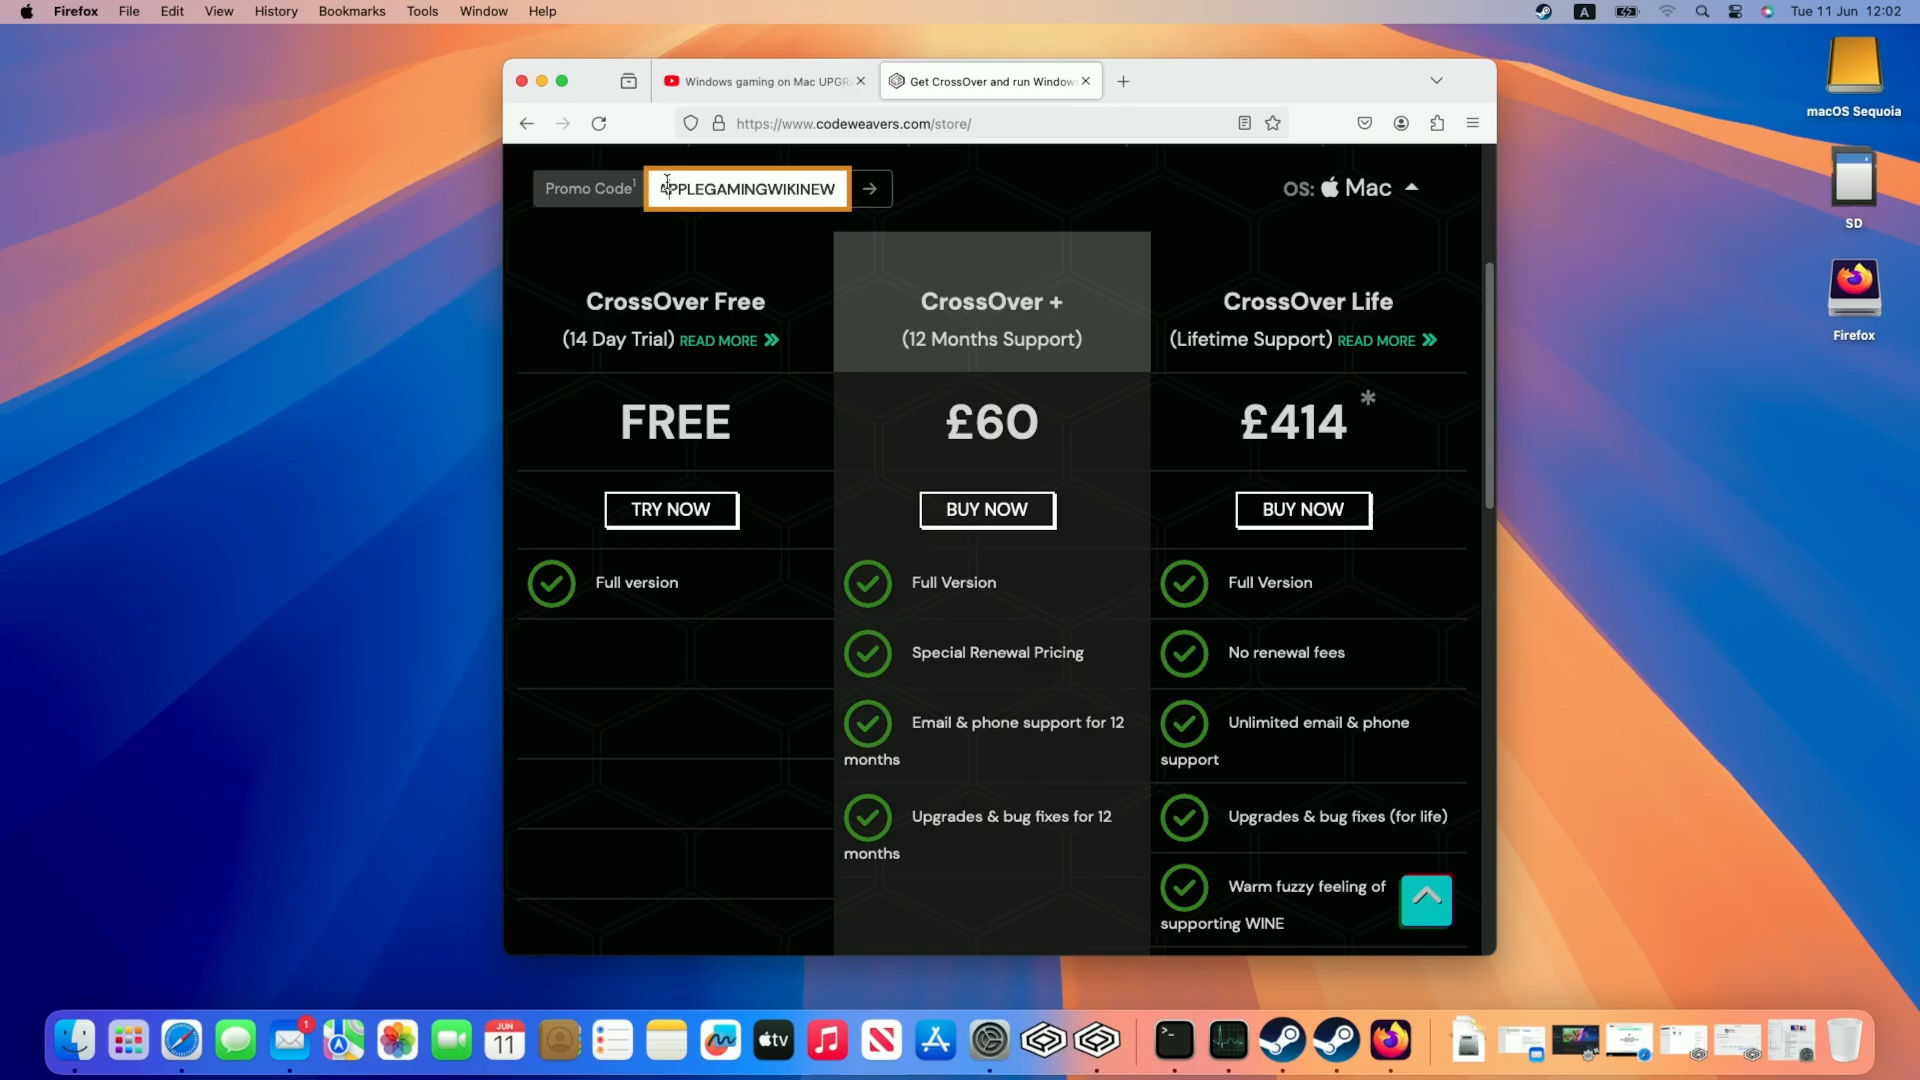 Firefox File Edit View History Bookmarks Tools Window Help
A
Tue 11 Jun 12:02
Windows gaming on Mac UPGR
Get CrossOver and run Window
https://www.codeweavers.com/store/
Promo Code1
PPLEGAMINGWIKINEW
OS: Mac
CrossOver Free
(14 Day Trial) READ MORE
FREE
TRY NOW
Full version
CrossOver +
(12 Months Support)
£60
BUY NOW
Full Version
Special Renewal Pricing
Email & phone support for 12
months
Upgrades & bug fixes for 12
months
CrossOver Life
(Lifetime Support) READ MORE
£414 *
BUY NOW
Full Version
No renewal fees
Unlimited email & phone
support
Upgrades & bug fixes (for life)
Warm fuzzy feeling of
supporting WINE
macOS Sequoia
SD
Firefox
1
JUN
11
tv